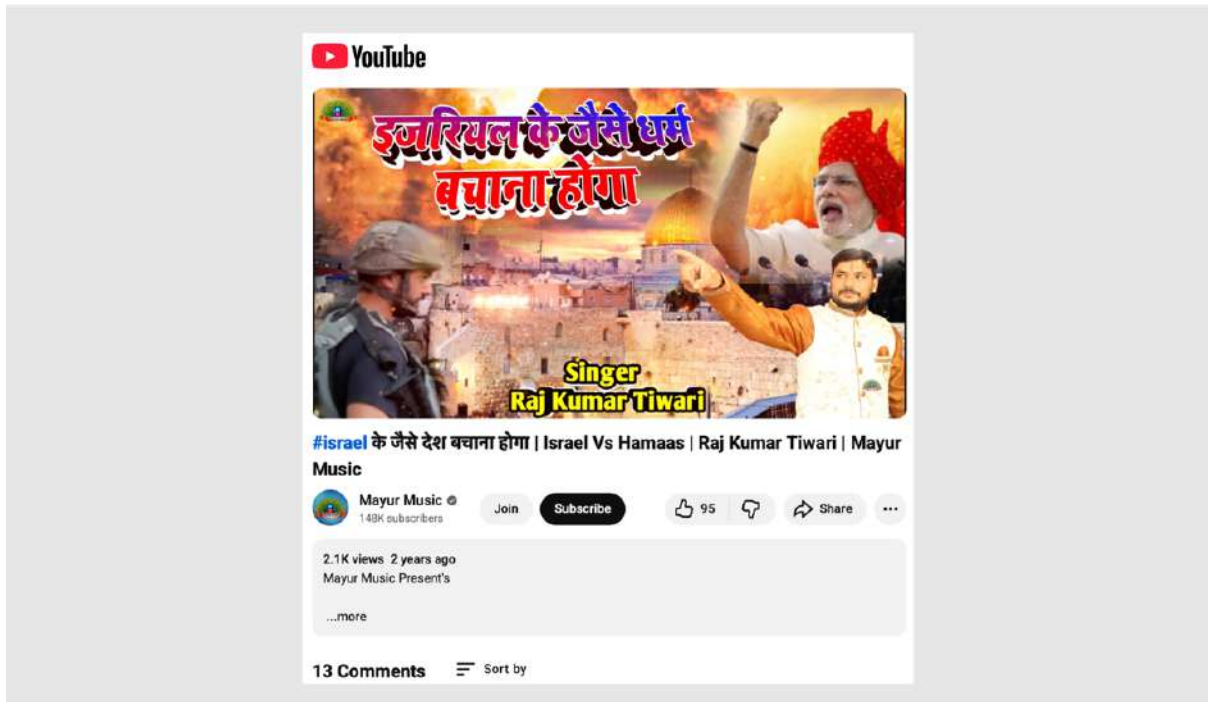 YouTube
इजरियल के जैसे धर्म
बचाना होगा
Singer
Raj Kumar Tiwari
#israel के जैसे देश बचाना होगा | Israel Vs Hamaas | Raj Kumar Tiwari | Mayur
Music
Mayur Music
148K subscribers
Join
Subscribe
95
Share
2.1K views 2 years ago
Mayur Music Present's
...more
13 Comments
Sort by